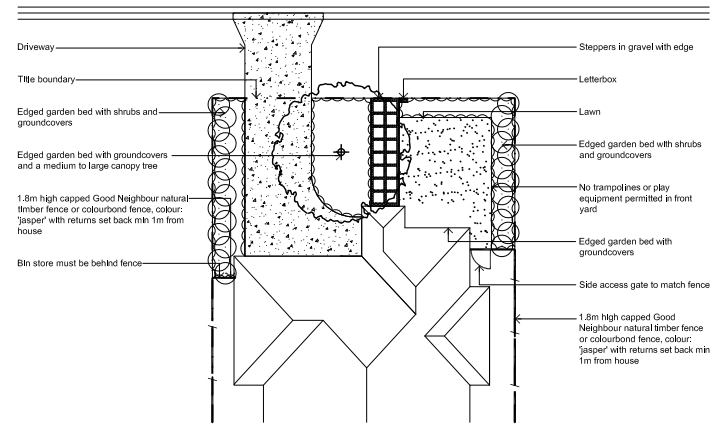 Driveway
Title boundary
Edged garden bed with shrubs and
groundcovers
Edged garden bed with groundcovers
and a medium to large canopy tree
1.8m high capped Good Neighbour natural
timber fence or colourbond fence, colour:
'jasper' with returns set back min 1m from
house
Bin store must be behind fence
Steppers in gravel with edge
Letterbox
Lawn
Edged garden bed with shrubs
and groundcovers
No trampolines or play
equipment permitted in front
yard
Edged garden bed with
groundcovers
Side access gate to match fence
1.8m high capped Good
Neighbour natural timber fence
or colourbond fence, colour:
'jasper' with returns set back min
1m from house